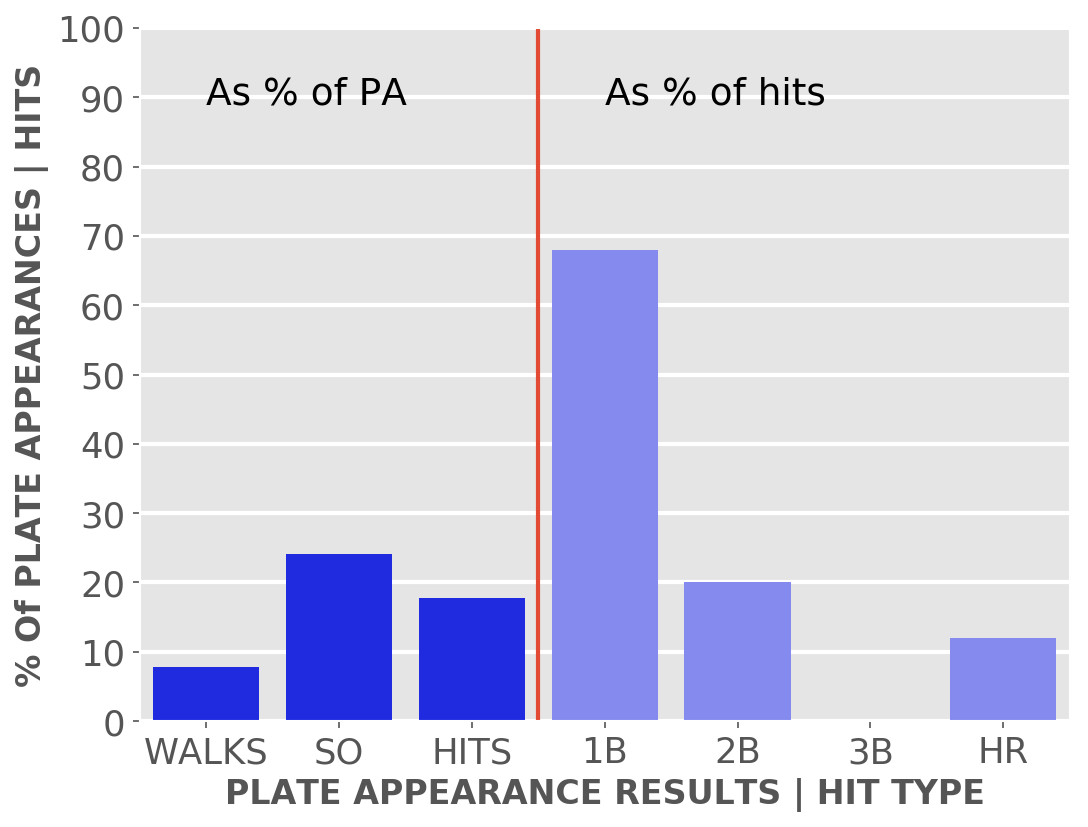 % Of PLATE APPEARANCES | HITS
100
90
80
70
60
50
40
30
20
10
0
As % of PA
As % of hits
WALKS SO HITS 1B 2B 3B HR
PLATE APPEARANCE RESULTS | HIT TYPE